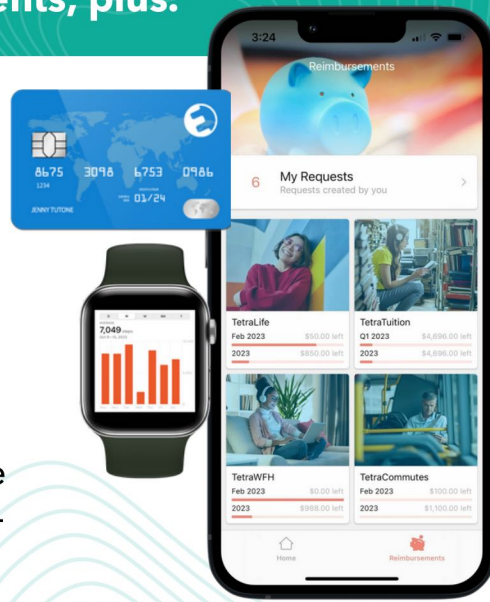 ents, plus:
8675 3098 6753 0986
1234
01/24
JENNY TUTONE
7,049 steps
3:24
Reimbursements
6
My Requests
Requests created by you
TetraLife
Feb 2023 $50.00 left
2023 $850.00 left
TetraTuition
Q1 2023 $4,696.00 left
2023 $4,696.00 left
TetraWFH
Feb 2023 $0.00 left
2023 $988.00 left
TetraCommutes
Feb 2023 $100.00 left
2023 $1,100.00 left
Home
Reimbursements
e